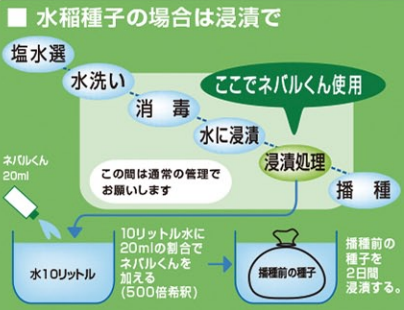 ■ 水稲種子の場合は浸漬で
塩水選
水洗い
消毒
水に浸漬
ここでネバルくん使用
浸漬処理
播種
この間は通常の管理で
お願いします
ネバルくん
20ml
水10リットル
10リットル水に
20mlの割合で
ネバルくんを
加える
(500倍希釈)
播種前の種子
播種前の
種子を
2日間
浸漬する。